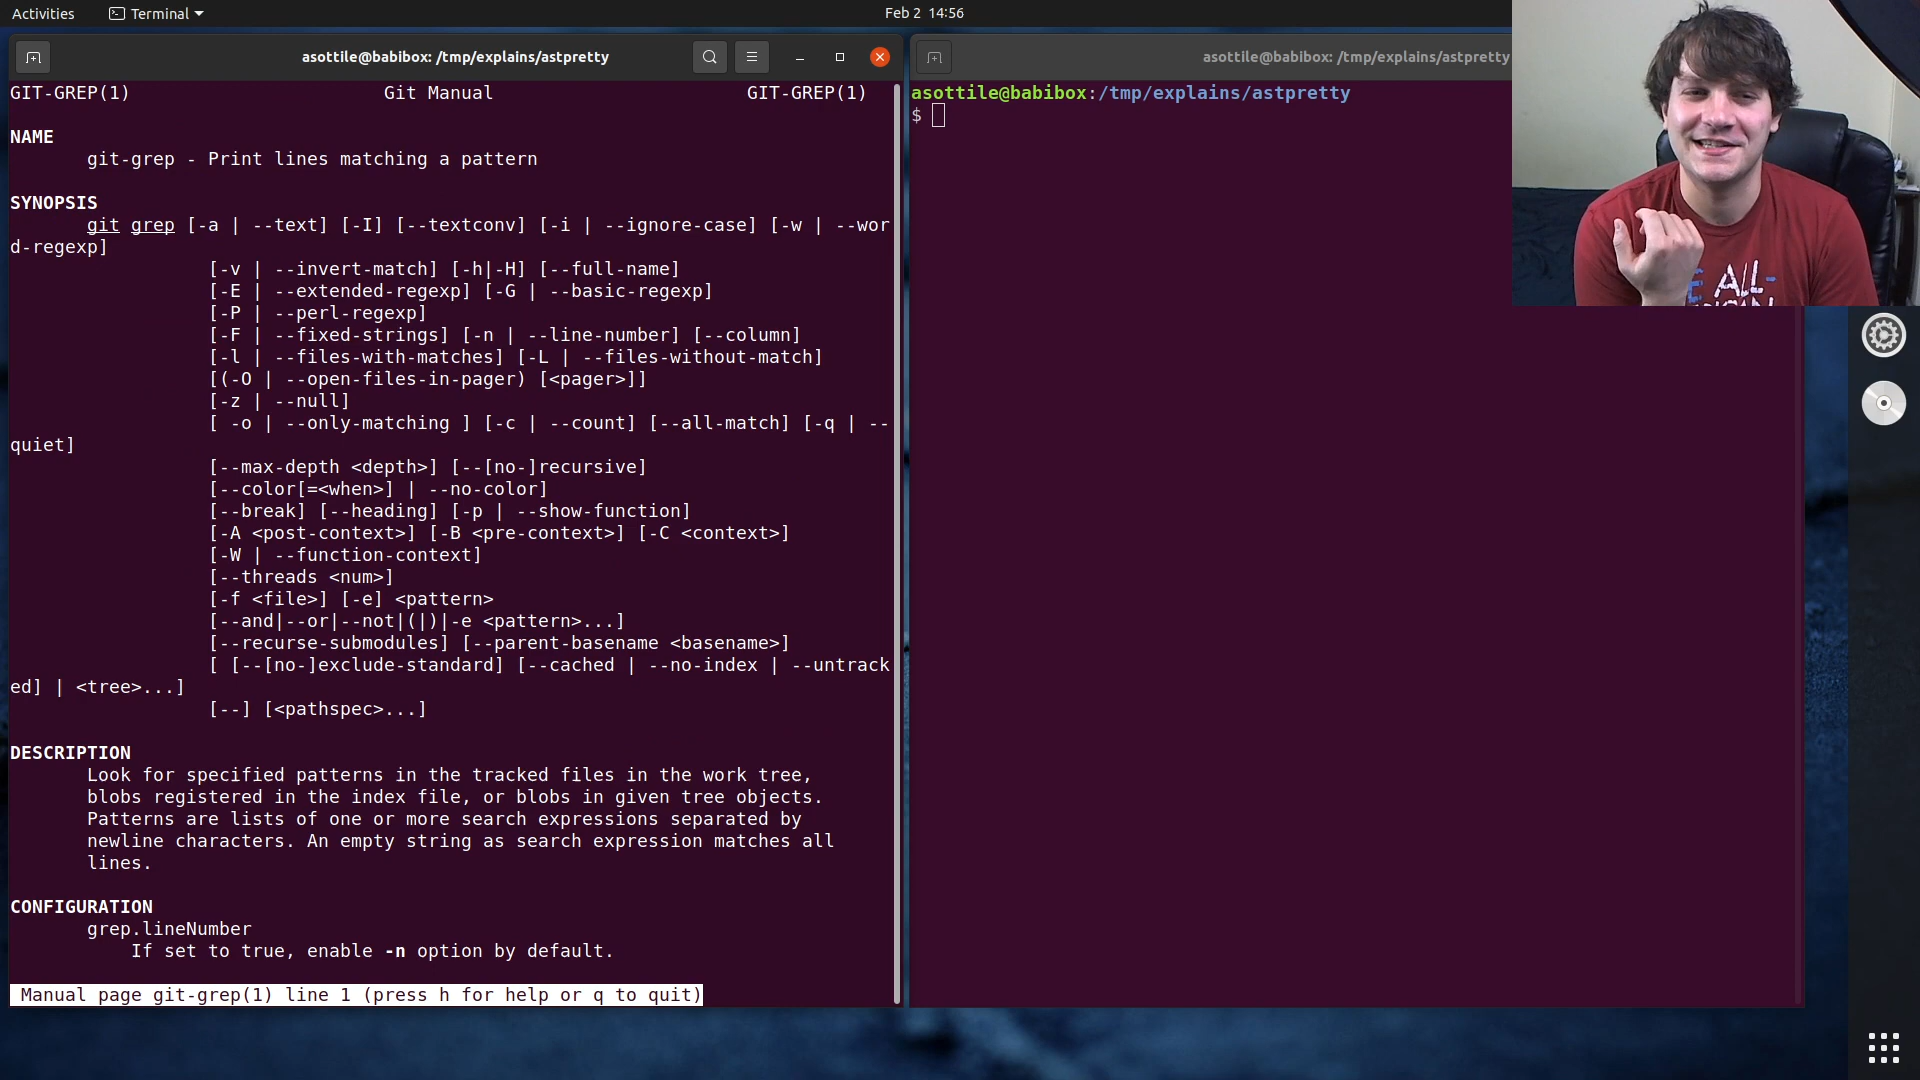 Activities
Terminal
Feb 2 14:56
asottile@babibox: /tmp/explains/astpretty
GIT-GREP(1) Git Manual GIT-GREP(1)
NAME
git-grep - Print lines matching a pattern
SYNOPSIS
git grep [-a | --text] [-I] [--textconv] [-i | --ignore-case] [-w | --wor
d-regexp]
[-v | --invert-match] [-h|-H] [--full-name]
[-E | --extended-regexp] [-G | --basic-regexp]
[-P | --perl-regexp]
[-F | --fixed-strings] [-n | --line-number] [--column]
[-l | --files-with-matches] [-L | --files-without-match]
[(-O | --open-files-in-pager) [<pager>]]
[-z | --null]
[ -o | --only-matching ] [-c | --count] [--all-match] [-q | --
quiet]
[--max-depth <depth>] [--[no-]recursive]
[--color[=<when>] | --no-color]
[--break] [--heading] [-p | --show-function]
[-A <post-context>] [-B <pre-context>] [-C <context>]
[-W | --function-context]
[--threads <num>]
[-f <file>] [-e] <pattern>
[--and|--or|--not|(|)|-e <pattern>...]
[--recurse-submodules] [--parent-basename <basename>]
[ [--[no-]exclude-standard] [--cached | --no-index | --untrack
ed] | <tree>...]
[--] [<pathspec>...]
DESCRIPTION
Look for specified patterns in the tracked files in the work tree,
blobs registered in the index file, or blobs in given tree objects.
Patterns are lists of one or more search expressions separated by
newline characters. An empty string as search expression matches all
lines.
CONFIGURATION
grep.lineNumber
If set to true, enable -n option by default.
Manual page git-grep(1) line 1 (press h for help or q to quit)
asottile@babibox: /tmp/explains/astpretty
asottile@babibox:/tmp/explains/astpretty
$
ALL-